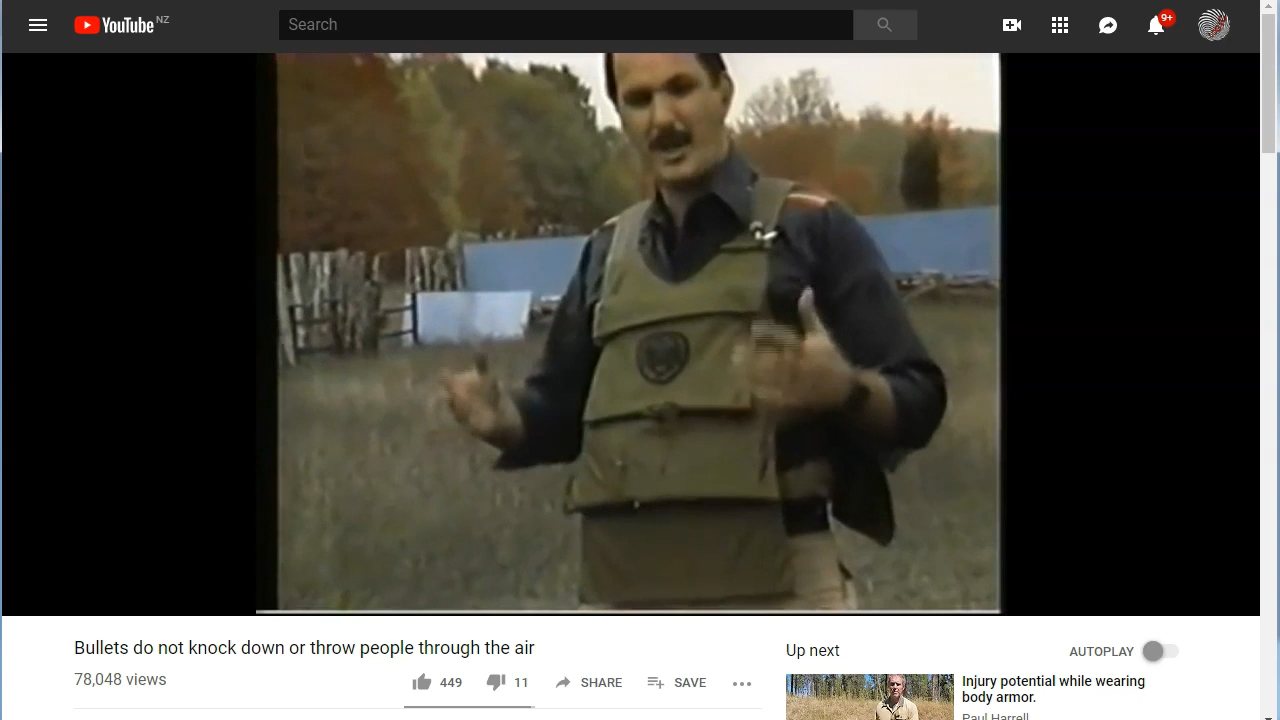 YouTube NZ
Search
9+
Bullets do not knock down or throw people through the air
78,048 views
449
11
SHARE
SAVE
Up next
AUTOPLAY
Injury potential while wearing
body armor.
Paul Harrell